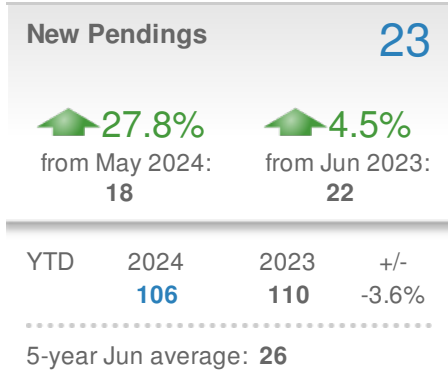 New Pendings 23
27.8% 4.5%
from May 2024: from Jun 2023:
18 22
YTD 2024 2023 +/-
106 110 -3.6%
5-year Jun average: 26